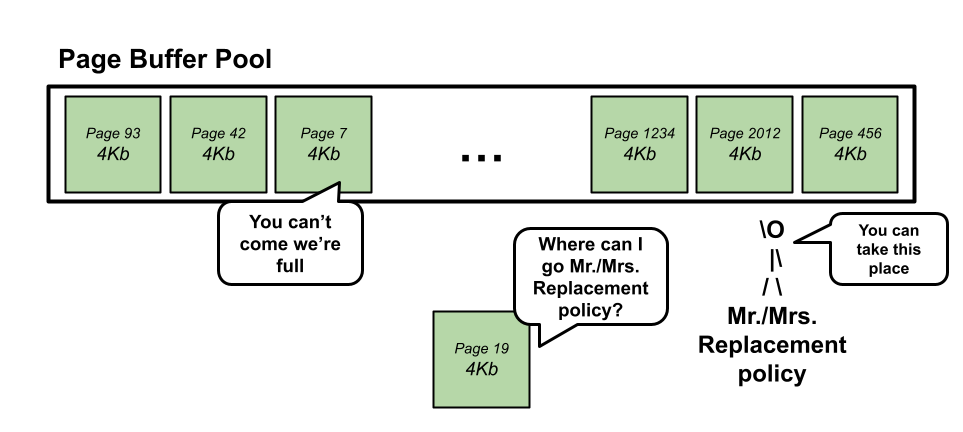 Page Buffer Pool
Page 93
4Kb
Page 42
4Kb
Page 7
4Kb
...
Page 1234
4Kb
Page 2012
4Kb
Page 456
4Kb
You can't
come we're
full
Where can I
go Mr./Mrs.
Replacement
policy?
Page 19
4Kb
\O
|\
/ \
You can
take this
place
Mr./Mrs.
Replacement
policy